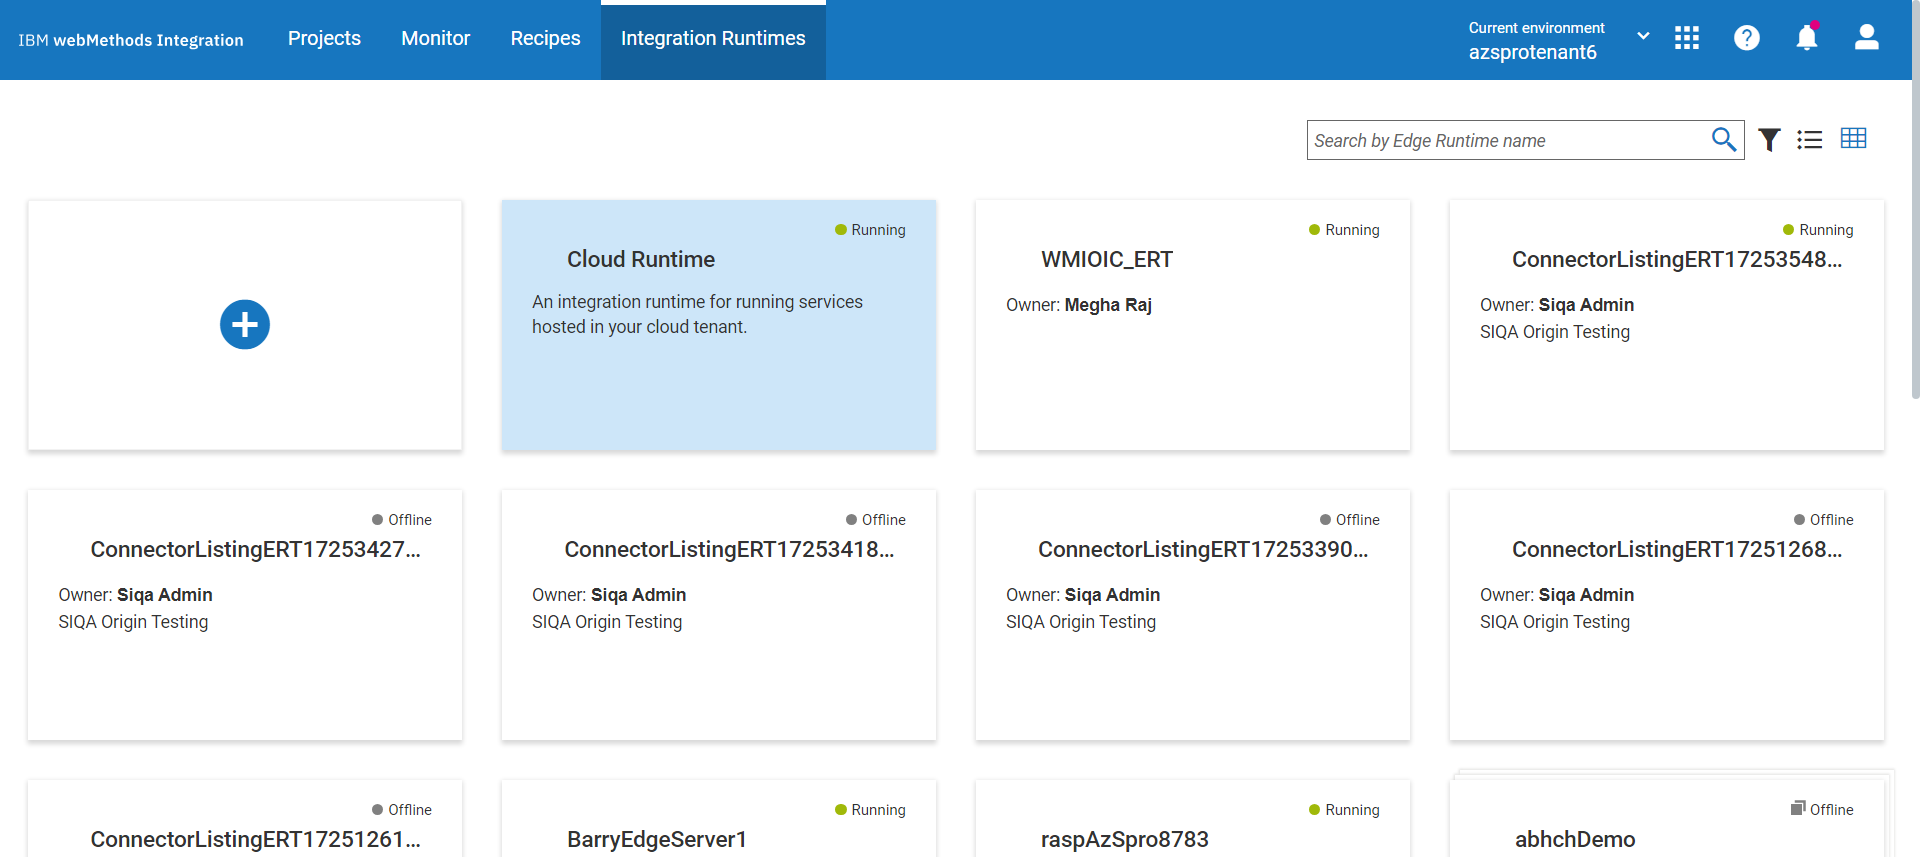 IBM webMethods Integration
Projects
Monitor
Recipes
Integration Runtimes
Current environment
azsprotenant6
Search by Edge Runtime name
Running
Cloud Runtime
An integration runtime for running services
hosted in your cloud tenant.
Running
WMIOIC_ERT
Owner: Megha Raj
Running
ConnectorListingERT17253548...
Owner: Siqa Admin
SIQA Origin Testing
Offline
ConnectorListingERT17253427...
Owner: Siqa Admin
SIQA Origin Testing
Offline
ConnectorListingERT17253418...
Owner: Siqa Admin
SIQA Origin Testing
Offline
ConnectorListingERT17253390...
Owner: Siqa Admin
SIQA Origin Testing
Offline
ConnectorListingERT17251268...
Owner: Siqa Admin
SIQA Origin Testing
Offline
ConnectorListingERT17251261...
Running
BarryEdgeServer1
Running
raspAzSpro8783
Offline
abhchDemo